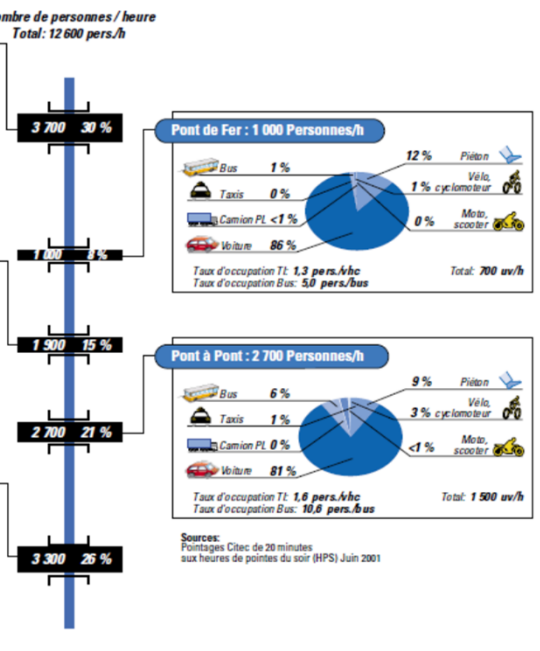 ombre de personnes / heure
Total: 12 600 pers./h
3 700 30 %
1 000 8 %
1 900 15 %
2 700 21 %
3 300 26 %
Pont de Fer : 1 000 Personnes/h
Bus 1 %
Taxis 0 %
Camion PL <1 %
Voiture 86 %
12 % Piéton
1 % Vélo, cyclomoteur
0 % Moto, scooter
Taux d'occupation TI: 1,3 pers./vhc
Taux d'occupation Bus: 5,0 pers./bus
Total: 700 uv/h
Pont à Pont : 2 700 Personnes/h
Bus 6 %
Taxis 1 %
Camion PL 0 %
Voiture 81 %
9 % Piéton
3 % Vélo, cyclomoteur
<1 % Moto, scooter
Taux d'occupation TI: 1,6 pers./vhc
Taux d'occupation Bus: 10,6 pers./bus
Total: 1 500 uv/h
Sources:
Pointages Citec de 20 minutes
aux heures de pointes du soir (HPS) Juin 2001